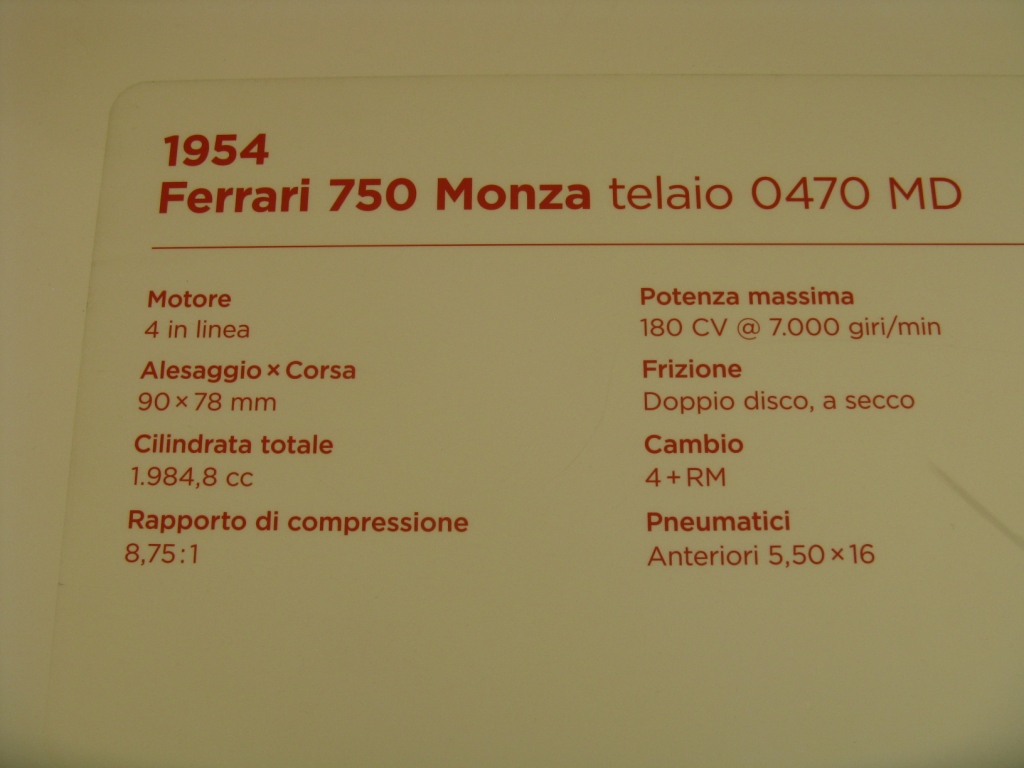 1954
Ferrari 750 Monza telaio 0470 MD
Motore
4 in linea
Alesaggio × Corsa
90 × 78 mm
Cilindrata totale
1.984,8 cc
Rapporto di compressione
8,75:1
Potenza massima
180 CV @ 7.000 giri/min
Frizione
Doppio disco, a secco
Cambio
4 + RM
Pneumatici
Anteriori 5,50 × 16